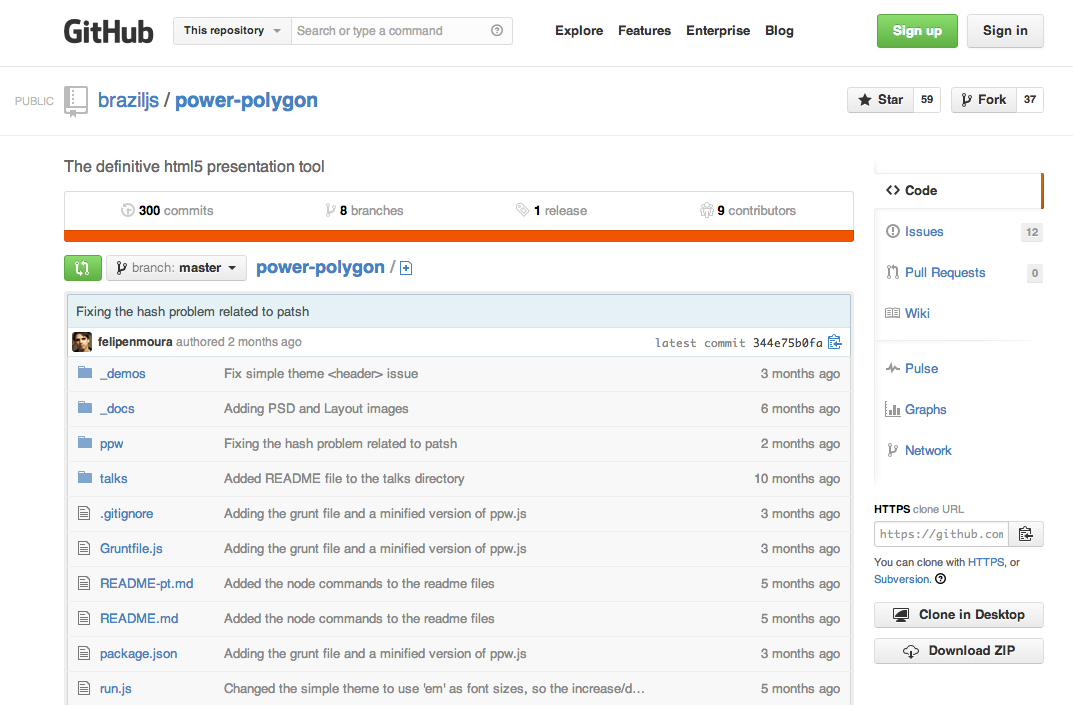 GitHub This repository Search or type a command Explore Features Enterprise Blog Sign up Sign in
PUBLIC braziljs / power-polygon Star 59 Fork 37
The definitive html5 presentation tool
300 commits 8 branches 1 release 9 contributors
branch: master power-polygon /
Fixing the hash problem related to patsh
felipenmoura authored 2 months ago latest commit 344e75b0fa
_demos Fix simple theme <header> issue 3 months ago
_docs Adding PSD and Layout images 6 months ago
ppw Fixing the hash problem related to patsh 2 months ago
talks Added README file to the talks directory 10 months ago
.gitignore Adding the grunt file and a minified version of ppw.js 3 months ago
Gruntfile.js Adding the grunt file and a minified version of ppw.js 3 months ago
README-pt.md Added the node commands to the readme files 5 months ago
README.md Added the node commands to the readme files 5 months ago
package.json Adding the grunt file and a minified version of ppw.js 3 months ago
run.js Changed the simple theme to use 'em' as font sizes, so the increase/d... 5 months ago
Code
Issues 12
Pull Requests 0
Wiki
Pulse
Graphs
Network
HTTPS clone URL
https://github.com
You can clone with HTTPS, or
Subversion.
Clone in Desktop
Download ZIP